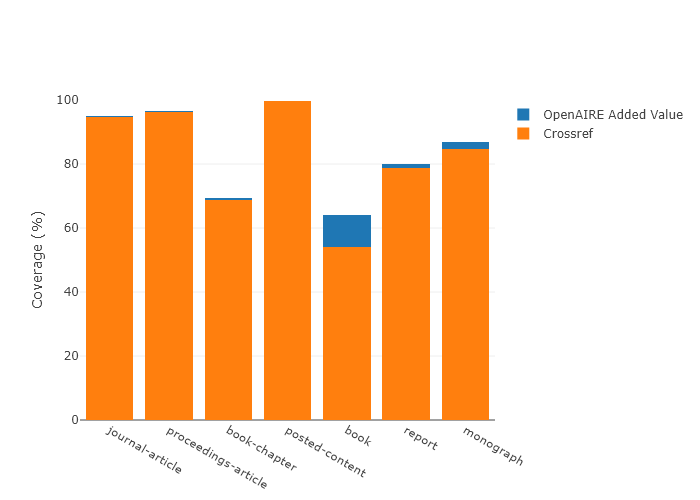 100
80
60
40
20
0
Coverage (%)
journal-article
proceedings-article
book-chapter
posted-content
book
report
monograph
OpenAIRE Added Value
Crossref